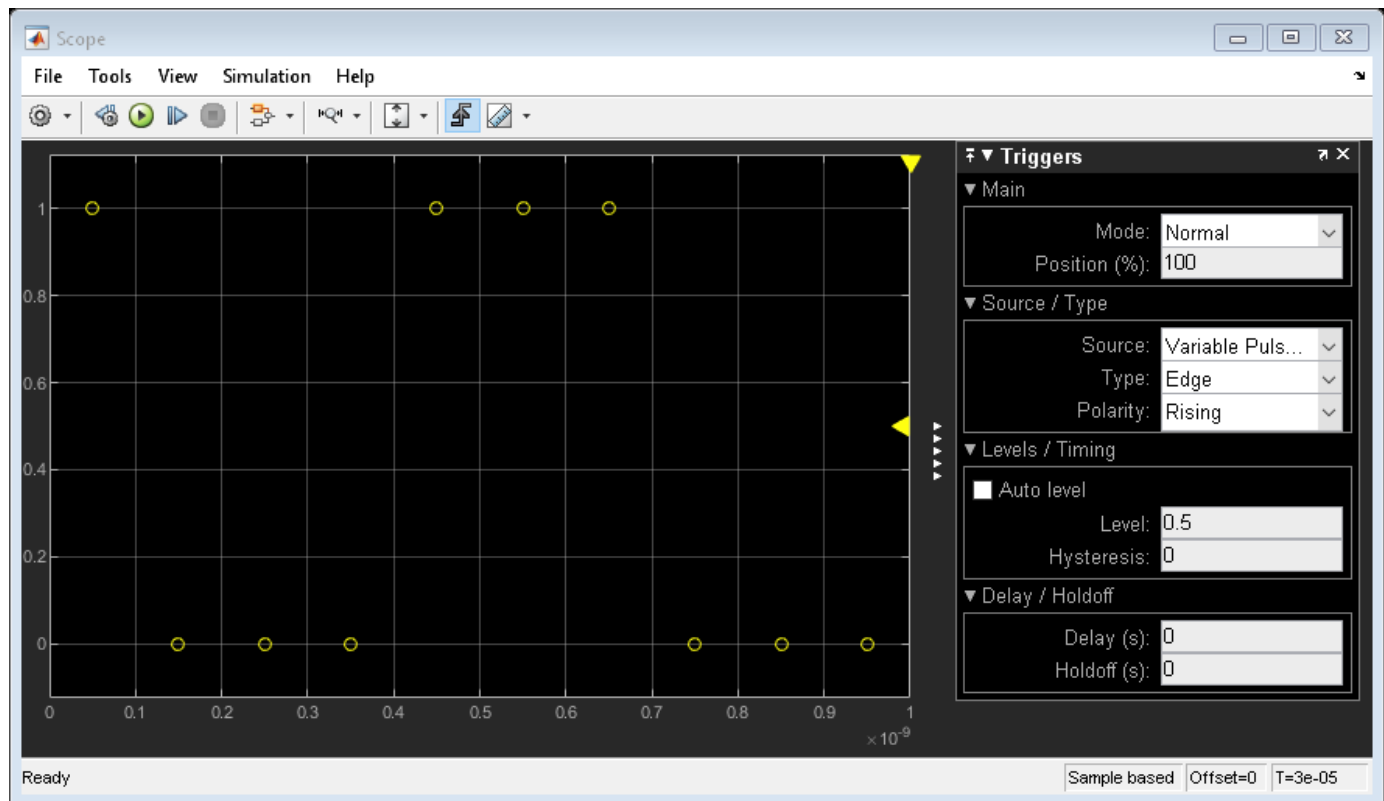 Scope
File Tools View Simulation Help
Triggers
Main
Mode: Normal
Position (%): 100
Source / Type
Source: Variable Puls...
Type: Edge
Polarity: Rising
Levels / Timing
Auto level
Level: 0.5
Hysteresis: 0
Delay / Holdoff
Delay (s): 0
Holdoff (s): 0
1
0.8
0.6
0.4
0.2
0
0 0.1 0.2 0.3 0.4 0.5 0.6 0.7 0.8 0.9 1
×10⁻⁹
Ready Sample based Offset=0 T=3e-05